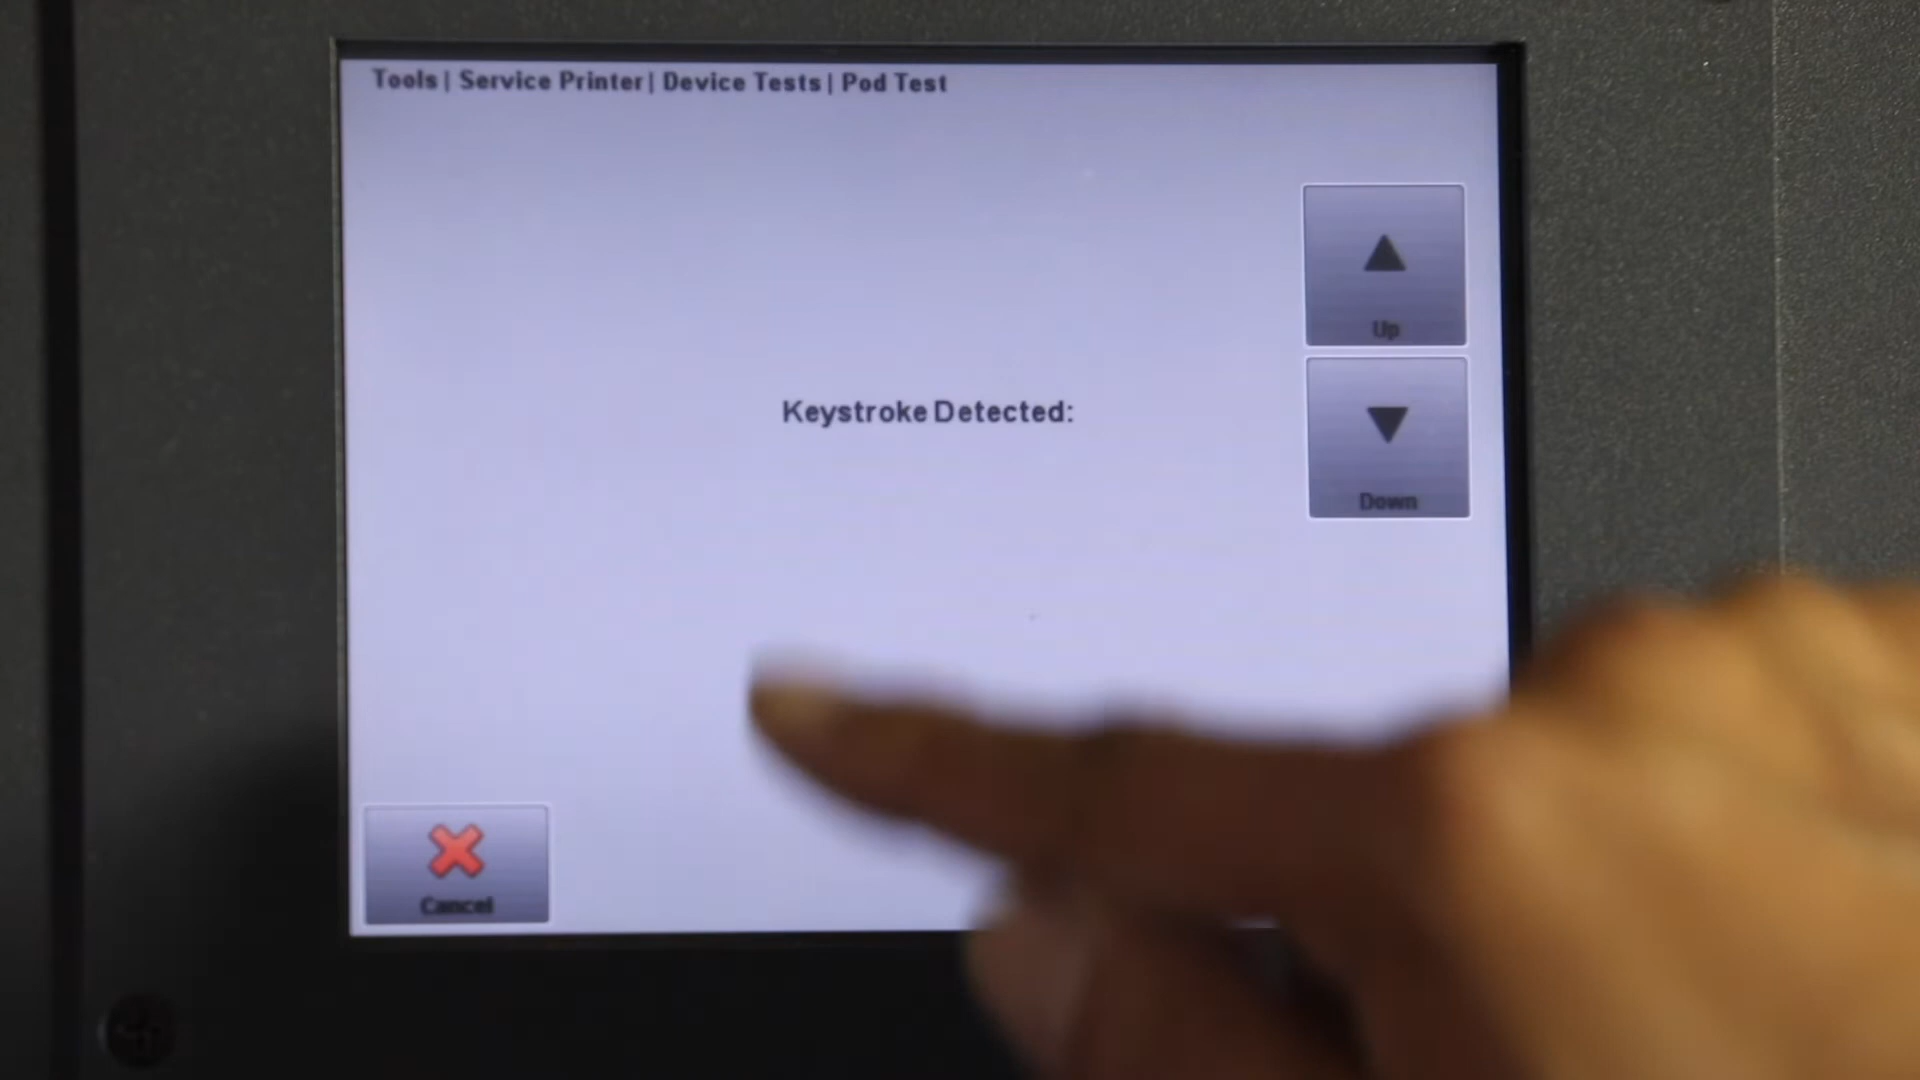 Tools| Service Printer| Device Tests| Pod Test
Up
Keystroke Detected:
Down
Cancel